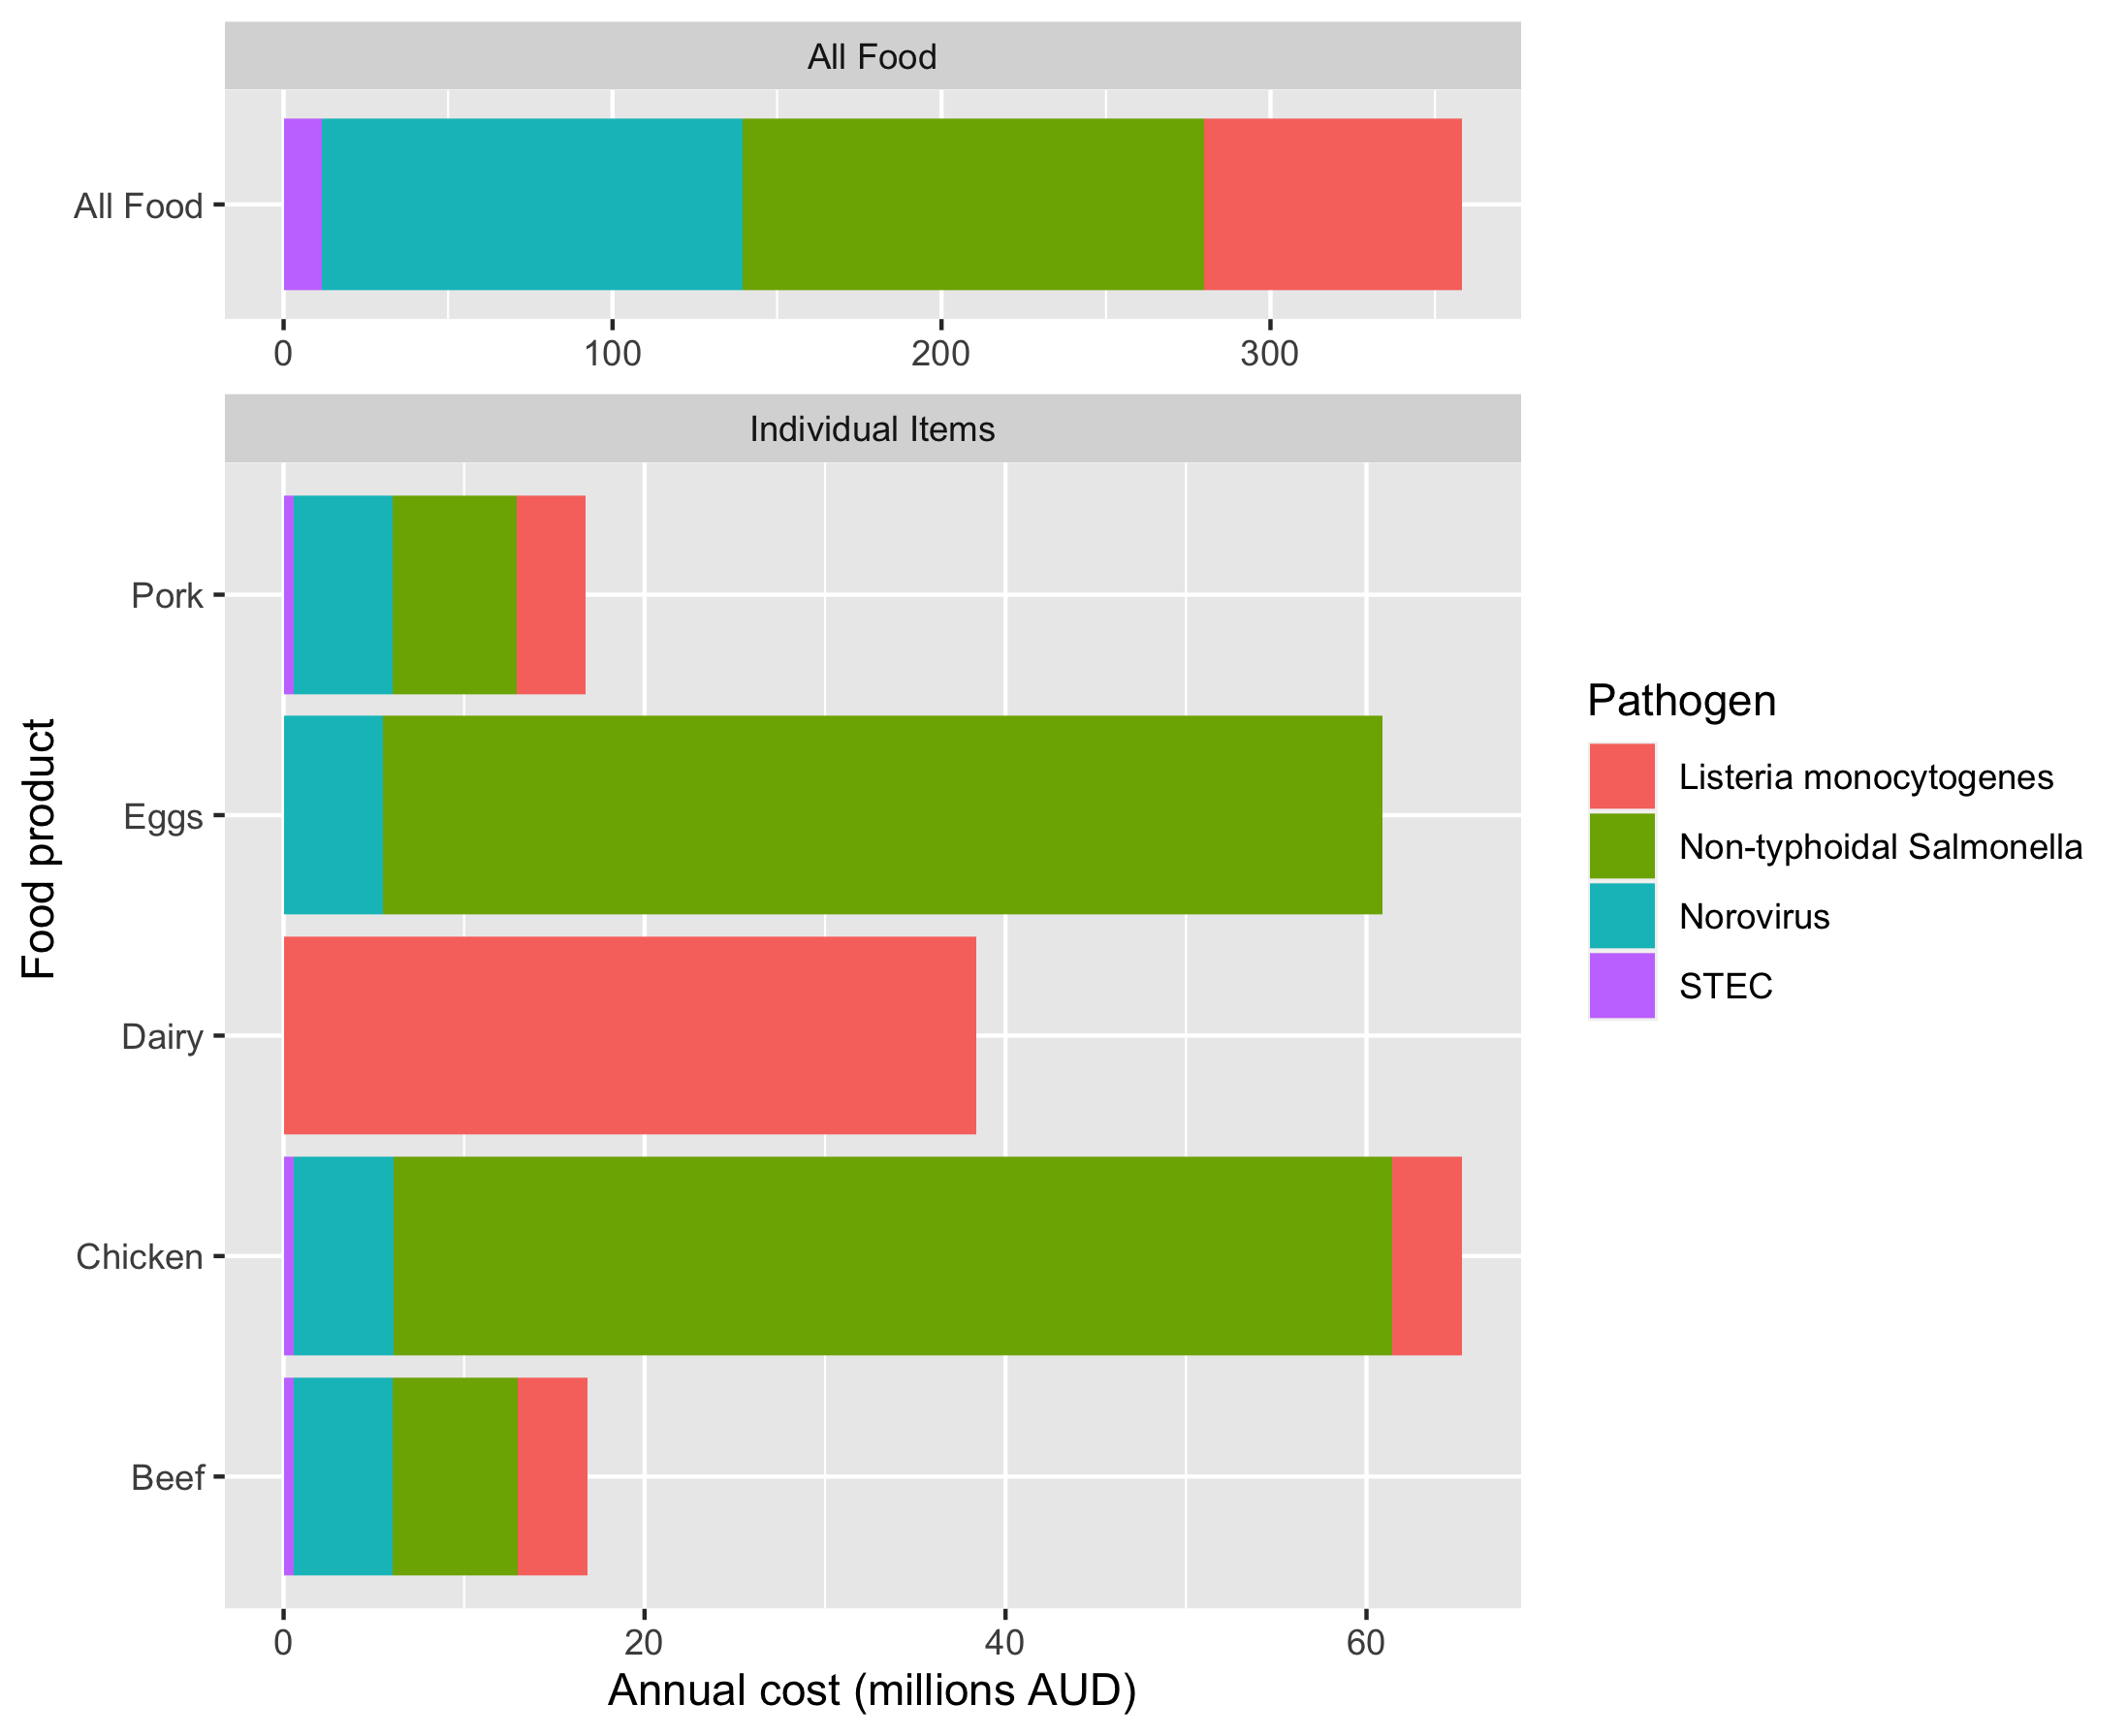 All Food
All Food
0 100 200 300
Individual Items
Pork
Eggs
Dairy
Chicken
Beef
0 20 40 60
Annual cost (millions AUD)
Food product
Pathogen
Listeria monocytogenes
Non-typhoidal Salmonella
Norovirus
STEC